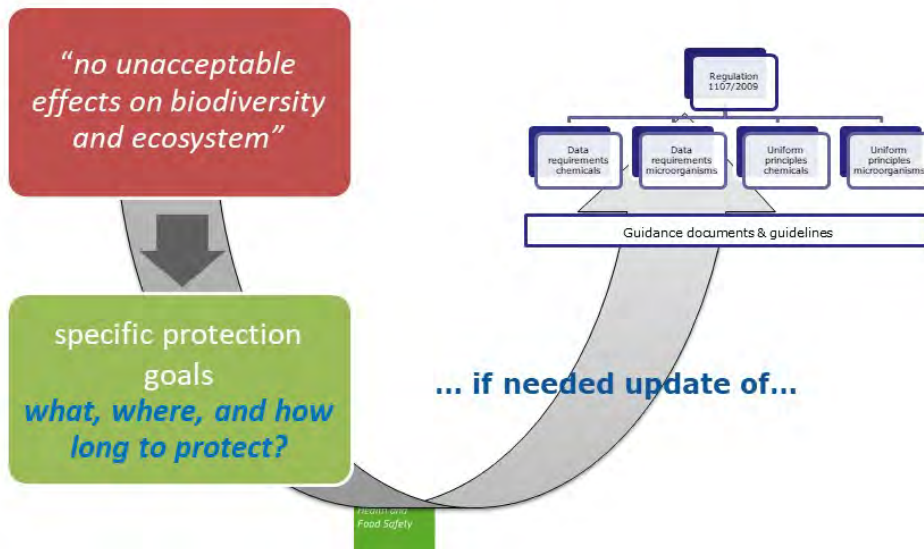 “no unacceptable
effects on biodiversity
and ecosystem”
specific protection
goals
what, where, and how
long to protect?
Regulation
1107/2009
Data
requirements
chemicals
Data
requirements
microorganisms
Uniform
principles
chemicals
Uniform
principles
microorganisms
Guidance documents & guidelines
... if needed update of...
Health and
Food Safety